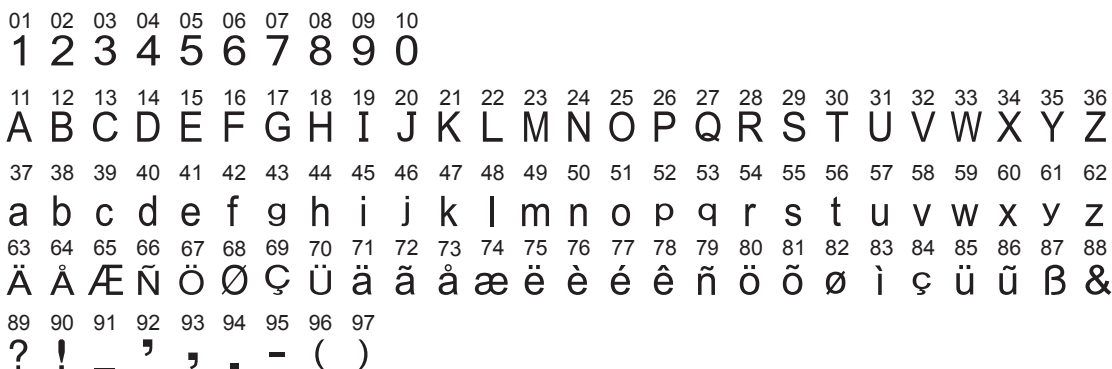 01 02 03 04 05 06 07 08 09 10
1 2 3 4 5 6 7 8 9 0
11 12 13 14 15 16 17 18 19 20 21 22 23 24 25 26 27 28 29 30 31 32 33 34 35 36
A B C D E F G H I J K L M N O P Q R S T U V W X Y Z
37 38 39 40 41 42 43 44 45 46 47 48 49 50 51 52 53 54 55 56 57 58 59 60 61 62
a b c d e f g h i j k l m n o p q r s t u v w x y z
63 64 65 66 67 68 69 70 71 72 73 74 75 76 77 78 79 80 81 82 83 84 85 86 87 88
Ä Å Æ Ñ Ö Ø Ç Ü ä ã å æ ë è é ê ñ ö õ ø ì ç ü ũ ß &
89 90 91 92 93 94 95 96 97
? ! _ ’ , . - ( )